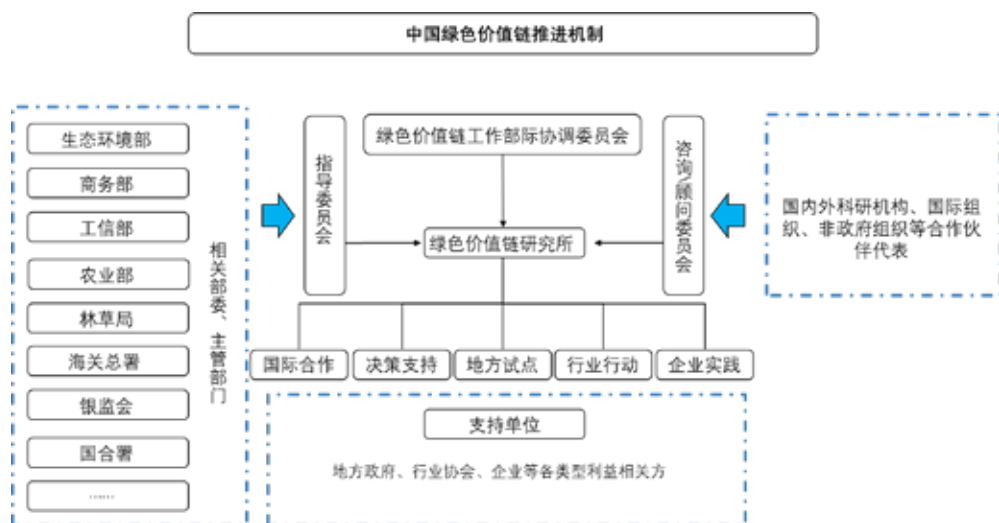 中国绿色价值链推进机制
生态环境部
商务部
工信部
农业部
林草局
海关总署
银监会
国合署
……
相关部委、主管部门
指导委员会
绿色价值链工作部际协调委员会
绿色价值链研究所
咨询/顾问委员会
国内外科研机构、国际组
织、非政府组织等合作伙
伴代表
国际合作
决策支持
地方试点
行业行动
企业实践
支持单位
地方政府、行业协会、企业等各类型利益相关方